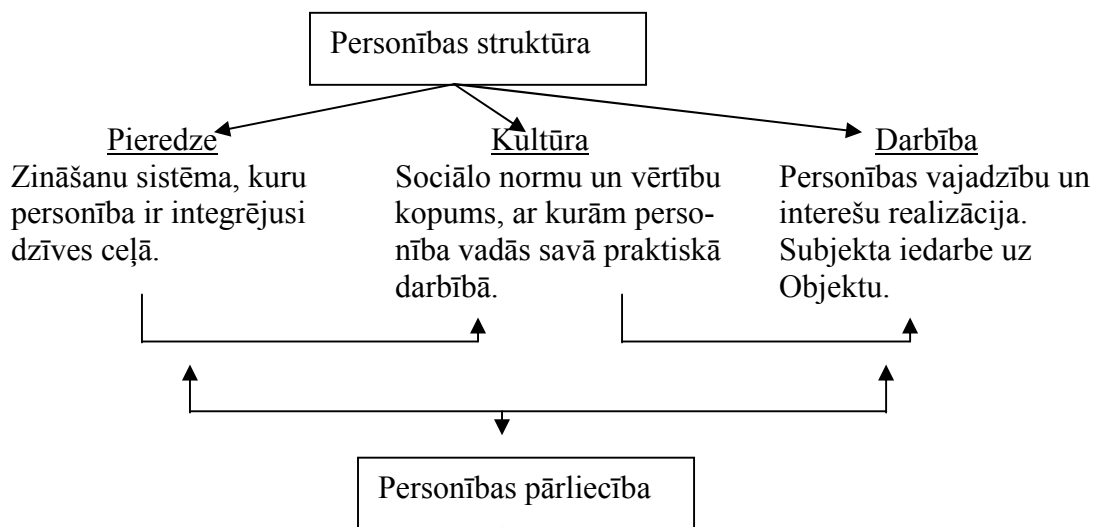 Personības struktūra
Pieredze
Zināšanu sistēma, kuru
personība ir integrējusi
dzīves ceļā.
Kultūra
Sociālo normu un vērtību
kopums, ar kurām perso-
nība vadās savā praktiskā
darbībā.
Darbība
Personības vajadzību un
interešu realizācija.
Subjekta iedarbe uz
Objektu.
Personības pārliecība